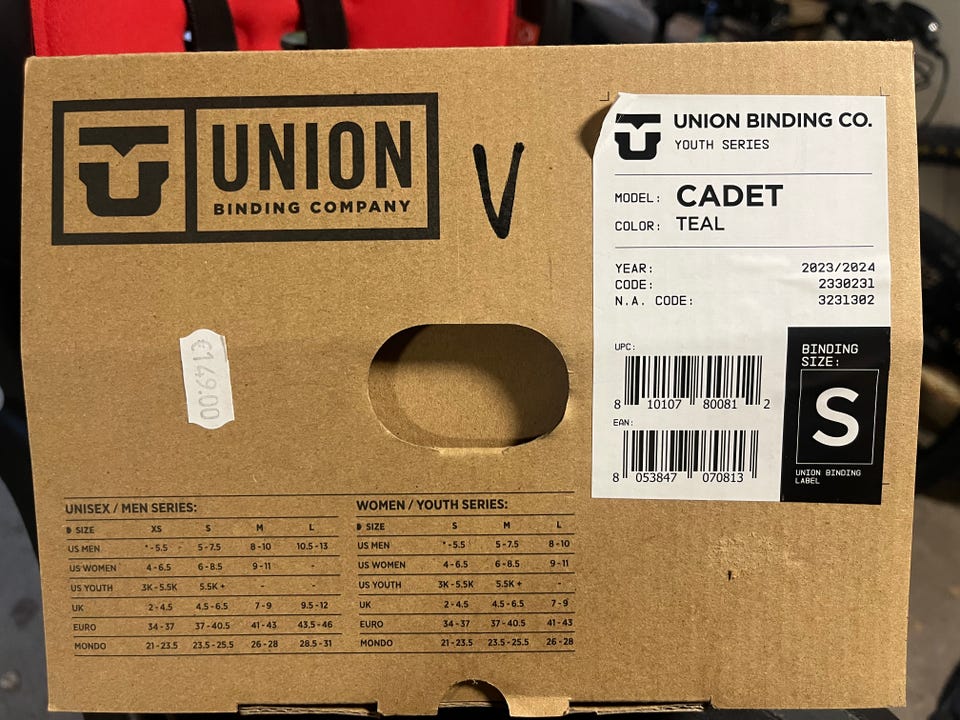 UNION
BINDING COMPANY
V
UNION BINDING CO.
YOUTH SERIES
MODEL: CADET
COLOR: TEAL
YEAR: 2023/2024
CODE: 2330231
N.A. CODE: 3231302
UPC:
8 10107 80081 2
EAN:
8 053847 070813
BINDING
SIZE:
S
UNION BINDING
LABEL
€149.00
UNISEX / MEN SERIES:
SIZE XS S M L
US MEN *-5.5 5-7.5 8-10 10.5-13
US WOMEN 4-6.5 6-8.5 9-11 -
US YOUTH 3K-5.5K 5.5K+ - -
UK 2-4.5 4.5-6.5 7-9 9.5-12
EURO 34-37 37-40.5 41-43 43.5-46
MONDO 21-23.5 23.5-25.5 26-28 28.5-31
WOMEN / YOUTH SERIES:
SIZE S M L
US MEN *-5.5 5-7.5 8-10
US WOMEN 4-6.5 6-8.5 9-11
US YOUTH 3K-5.5K 5.5K+ -
UK 2-4.5 4.5-6.5 7-9
EURO 34-37 37-40.5 41-43
MONDO 21-23.5 23.5-25.5 26-28